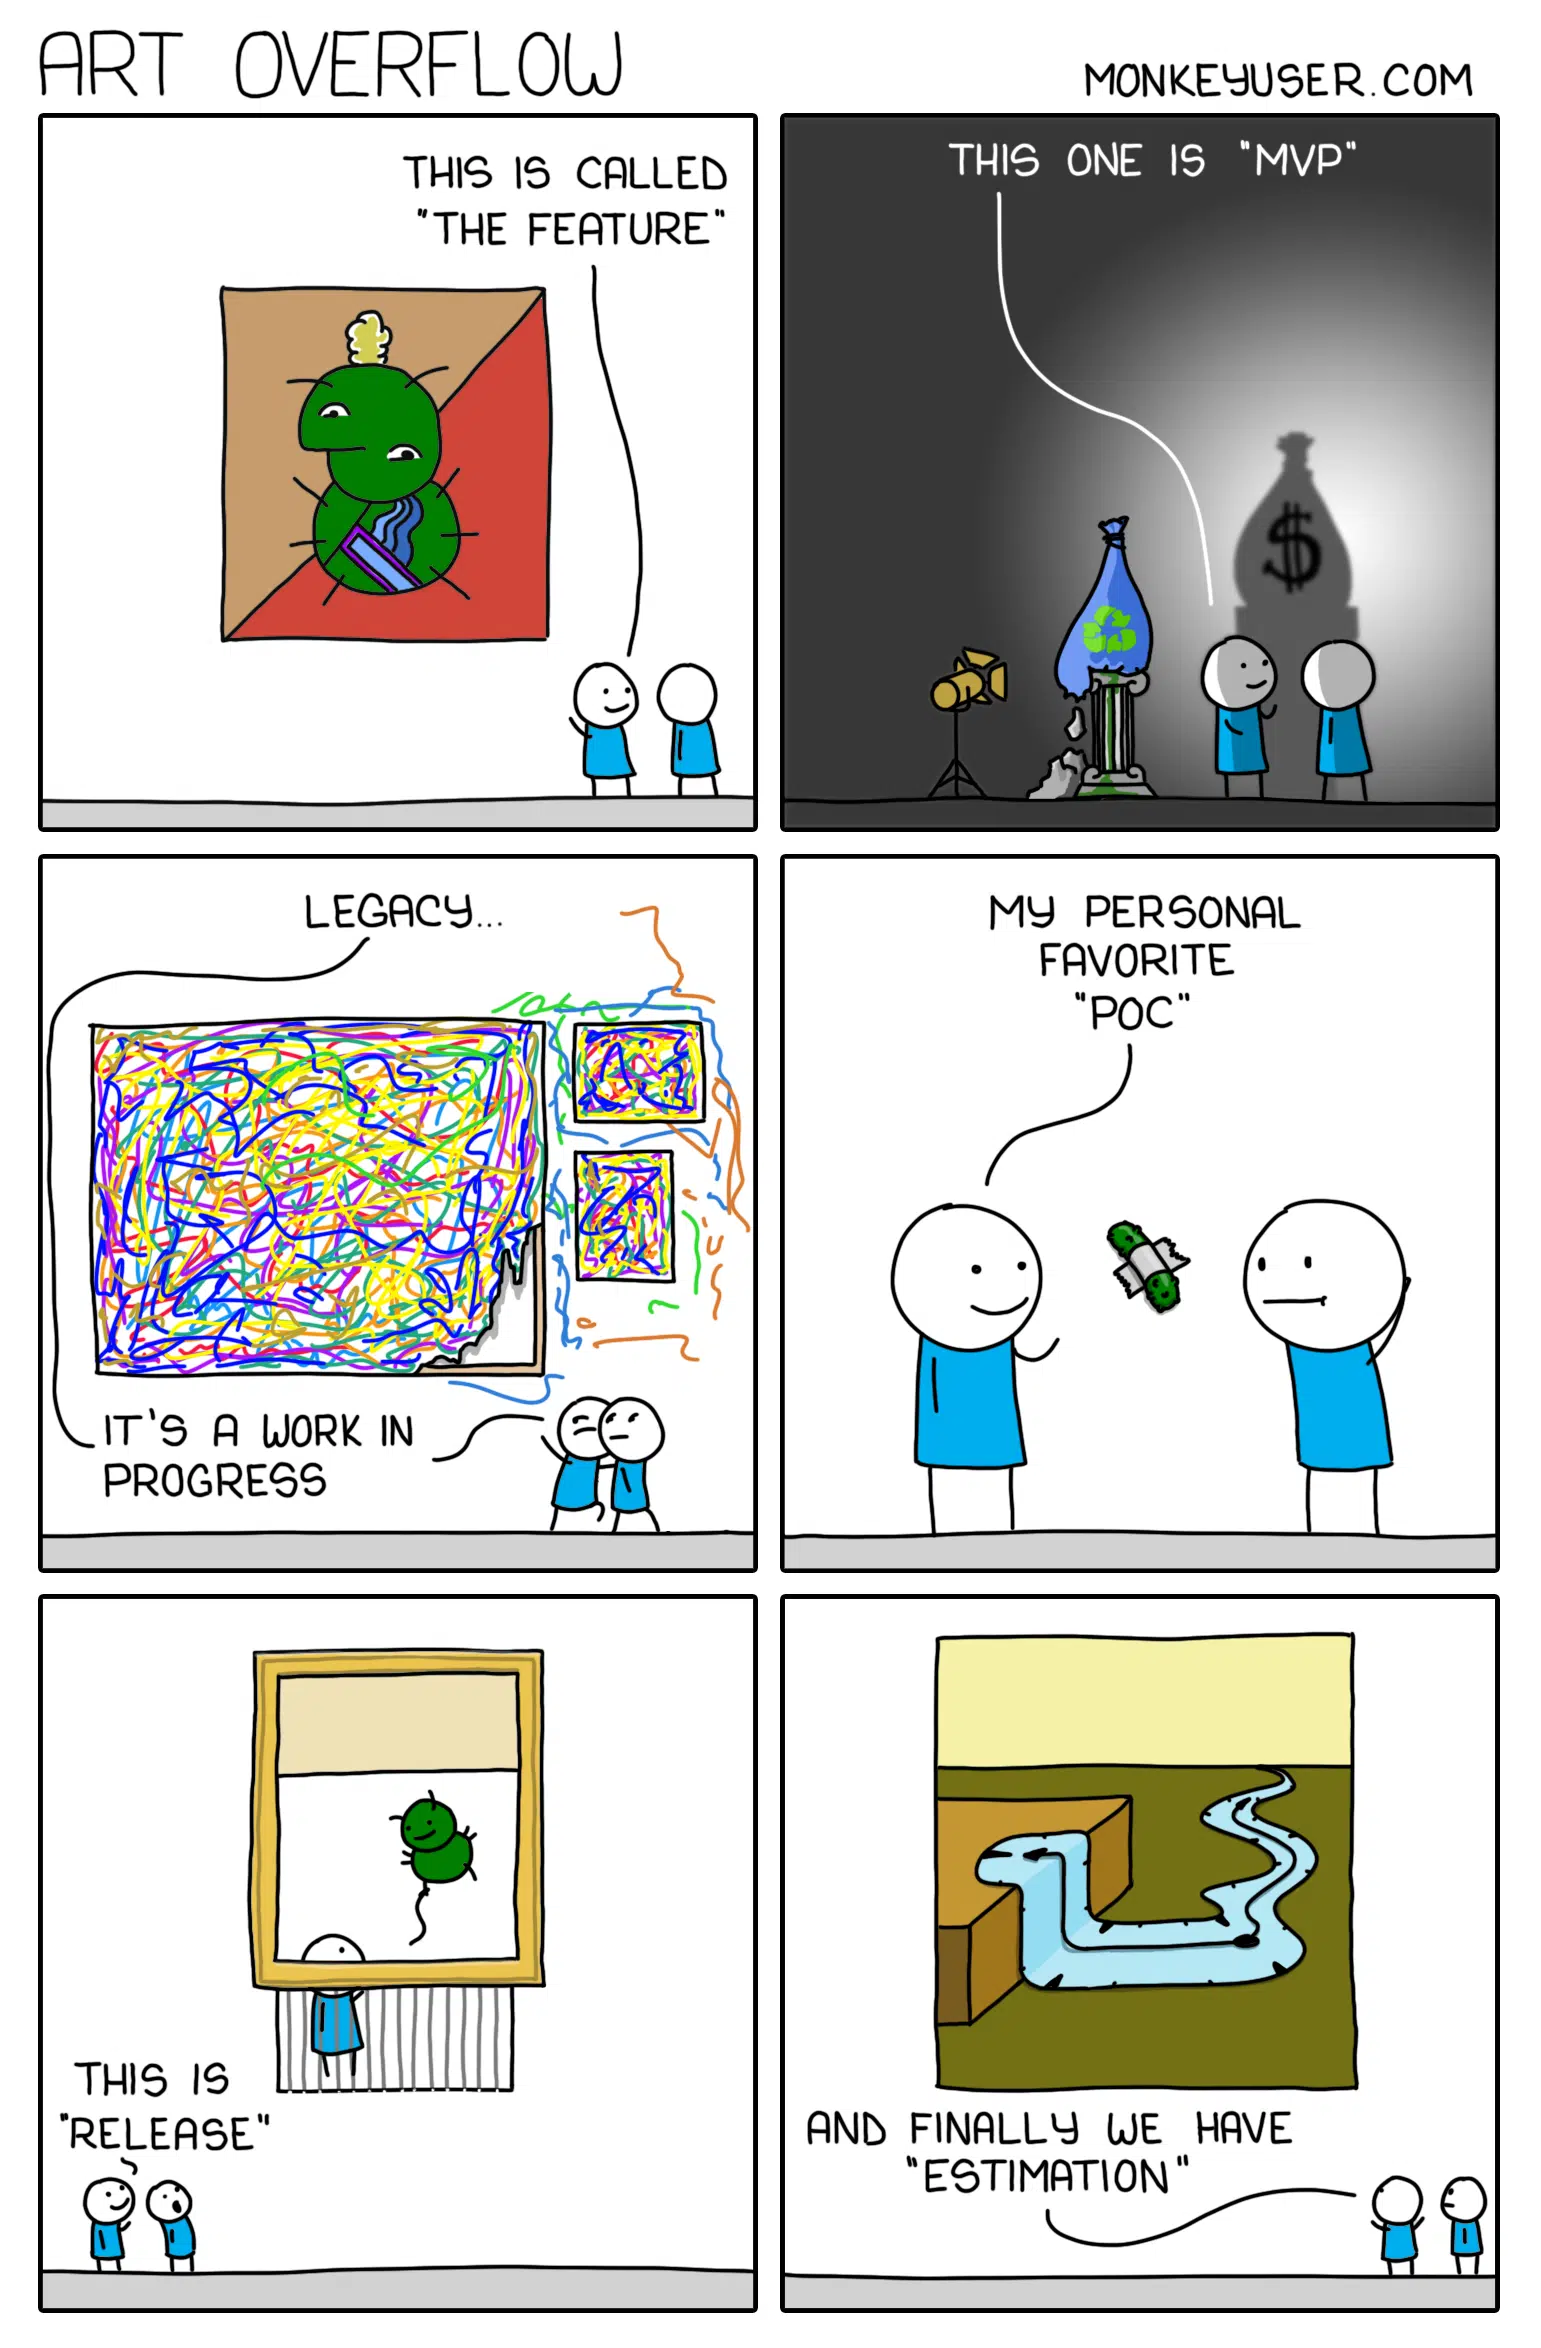 ART OVERFLOW
MONKEYUSER.COM
THIS IS CALLED
"THE FEATURE"
THIS ONE IS "MVP"
$
LEGACY...
IT'S A WORK IN
PROGRESS
MY PERSONAL
FAVORITE
"POC"
THIS IS
"RELEASE"
AND FINALLY WE HAVE
"ESTIMATION"